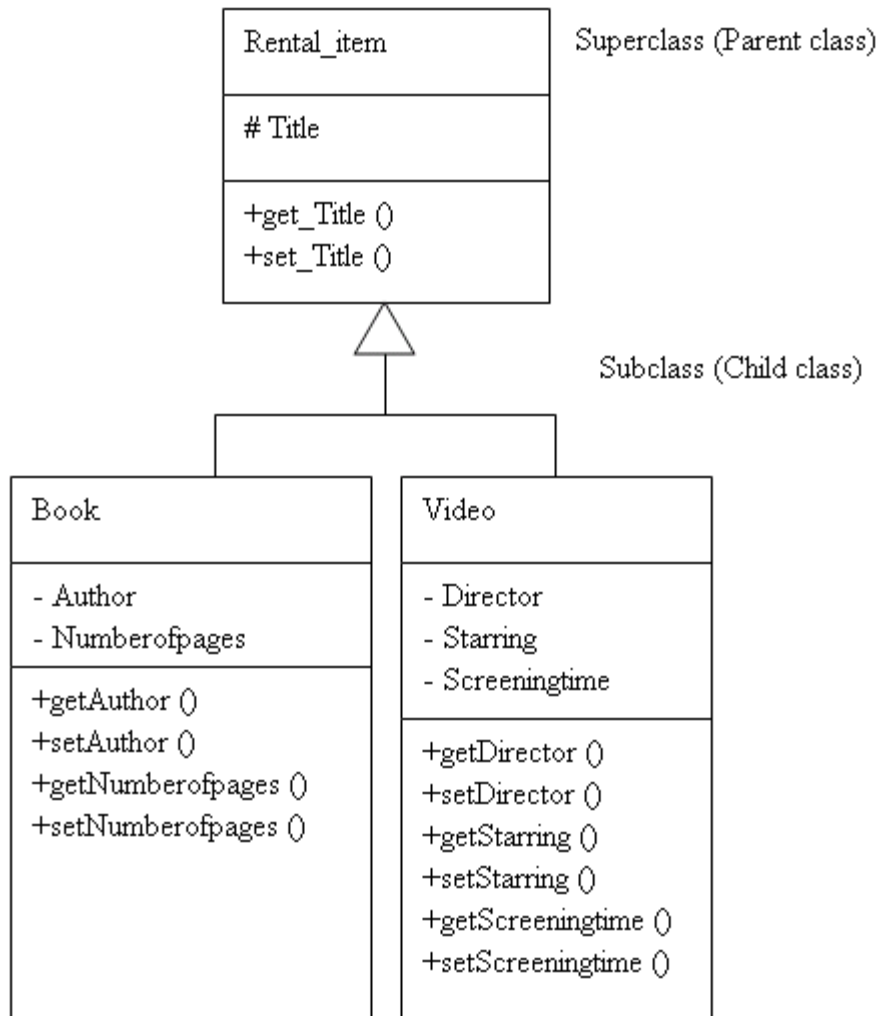 Rental_item
Superclass (Parent class)
# Title
+get_Title ()
+set_Title ()
Subclass (Child class)
Book
- Author
- Numberofpages
+getAuthor ()
+setAuthor ()
+getNumberofpages ()
+setNumberofpages ()
Video
- Director
- Starring
- Screeningtime
+getDirector ()
+setDirector ()
+getStarring ()
+setStarring ()
+getScreeningtime ()
+setScreeningtime ()